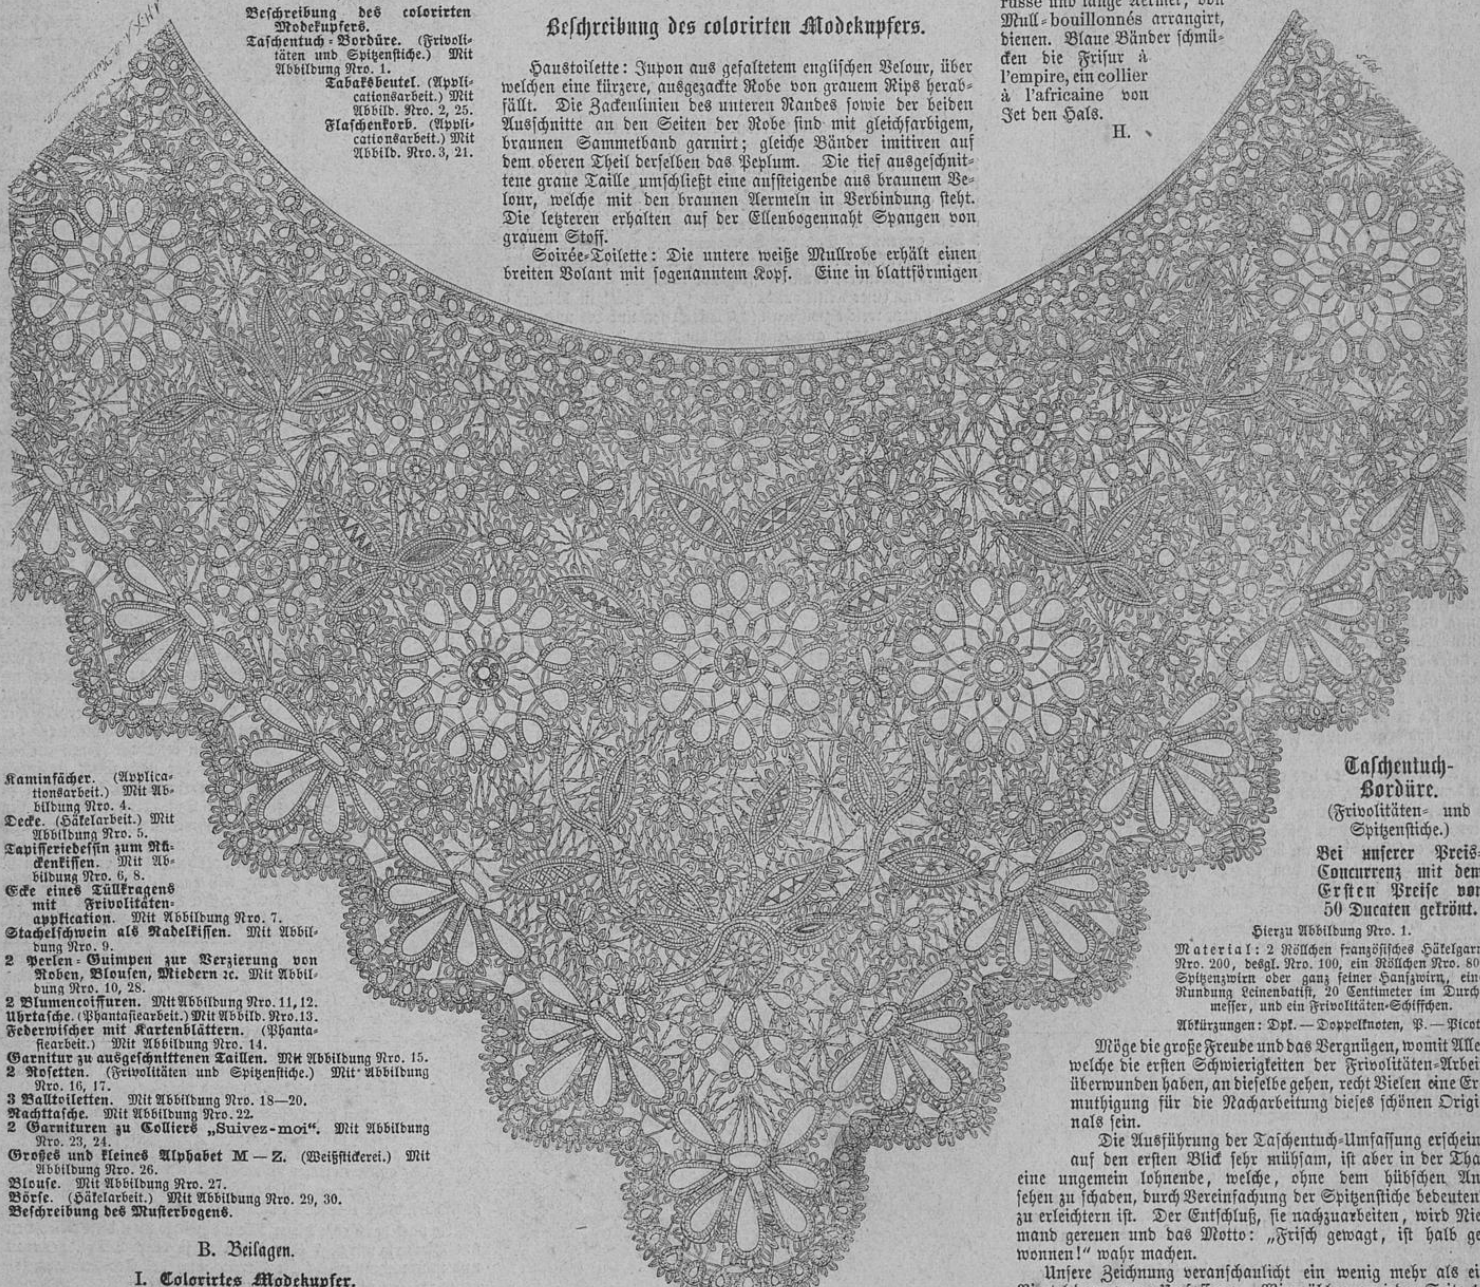 Beschreibung des colorirten
Modekupfers.
Taschentuch-Bordüre. (Frivoli-
täten und Spitzenstiche.) Mit
Abbildung Nro. 1.
Tabaksbeutel. (Appli-
cationsarbeit.) Mit
Abbild. Nro. 2, 25.
Flaschenkorb. (Appli-
cationsarbeit.) Mit
Abbild. Nro. 3, 21.
Kaminfächer. (Applica-
tionsarbeit.) Mit Ab-
bildung Nro. 4.
Decke. (Häkelarbeit.) Mit
Abbildung Nro. 5.
Tapisseriedessin zum Rü-
ckenkissen. Mit Ab-
bildung Nro. 6, 8.
Ecke eines Tüllkragens
mit Frivolitäten-
application. Mit Abbildung Nro. 7.
Stachelschwein als Nadelkissen. Mit Abbil-
dung Nro. 9.
2 Perlen-Guimpen zur Verzierung von
Roben, Blousen, Miedern ꝛc. Mit Abbil-
dung Nro. 10, 28.
2 Blumencoiffuren. Mit Abbildung Nro. 11, 12.
Uhrtasche. (Phantasiearbeit.) Mit Abbild. Nro. 13.
Federwischer mit Kartenblättern. (Phanta-
siearbeit.) Mit Abbildung Nro. 14.
Garnitur zu ausgeschnittenen Taillen. Mit Abbildung Nro. 15.
2 Rosetten. (Frivolitäten und Spitzenstiche.) Mit Abbildung
Nro. 16, 17.
3 Balltoiletten. Mit Abbildung Nro. 18—20.
Nachttasche. Mit Abbildung Nro. 22.
2 Garnituren zu Colliers „Suivez-moi“. Mit Abbildung
Nro. 23, 24.
Großes und kleines Alphabet M — Z. (Weißstickerei.) Mit
Abbildung Nro. 26.
Blouse. Mit Abbildung Nro. 27.
Börse. (Häkelarbeit.) Mit Abbildung Nro. 29, 30.
Beschreibung des Musterbogens.
B. Beilagen.
I. Colorirtes Modekupfer.
Beschreibung des colorirten Modekupfers.
Haustoilette: Jupon aus gefaltetem englischen Velour, über
welchen eine kürzere, ausgezackte Robe von grauem Rips herab-
fällt. Die Zackenlinien des unteren Randes sowie der beiden
Ausschnitte an den Seiten der Robe sind mit gleichfarbigem,
braunen Sammetband garnirt; gleiche Bänder imitiren auf
dem oberen Theil derselben das Peplum. Die tief ausgeschnit-
tene graue Taille umschließt eine aufsteigende aus braunem Ve-
lour, welche mit den braunen Aermeln in Verbindung steht.
Die letzteren erhalten auf der Ellenbogennaht Spangen von
grauem Stoff.
Soirée-Toilette: Die untere weiße Mullrobe erhält einen
breiten Volant mit sogenanntem Kopf. Eine in blattförmigen
russe und lange Aermel, von
Mull-bouillonnés arrangirt,
dienen. Blaue Bänder schmü-
cken die Frisur à
l'empire, ein collier
à l'africaine von
Jet den Hals.
H.
Taschentuch-
Bordüre.
(Frivolitäten- und
Spitzenstiche.)
Bei unserer Preis-
Concurrenz mit dem
Ersten Preise von
50 Ducaten gekrönt.
Hierzu Abbildung Nro. 1.
Material: 2 Röllchen französisches Häkelgarn
Nro. 200, desgl. Nro. 100, ein Röllchen Nro. 80
Spitzenzwirn oder ganz feiner Hanfzwirn, eine
Rundung Leinenbatist, 20 Centimeter im Durch
messer, und ein Frivolitäten-Schiffchen.
Abkürzungen: Dpk. — Doppelknoten, P. — Picot
Möge die große Freude und das Vergnügen, womit Alle
welche die ersten Schwierigkeiten der Frivolitäten-Arbei
überwunden haben, an dieselbe gehen, recht Vielen eine Er
muthigung für die Nacharbeitung dieses schönen Origi
nals sein.
Die Ausführung der Taschentuch-Umfassung erschein
auf den ersten Blick sehr mühsam, ist aber in der Tha
eine ungemein lohnende, welche, ohne dem hübschen An
sehen zu schaden, durch Vereinfachung der Spitzenstiche bedeuten
zu erleichtern ist. Der Entschluß, sie nachzuarbeiten, wird Nie
mand gereuen und das Motto: „Frisch gewagt, ist halb ge
wonnen!“ wahr machen.
Unsere Zeichnung veranschaulicht ein wenig mehr als ei